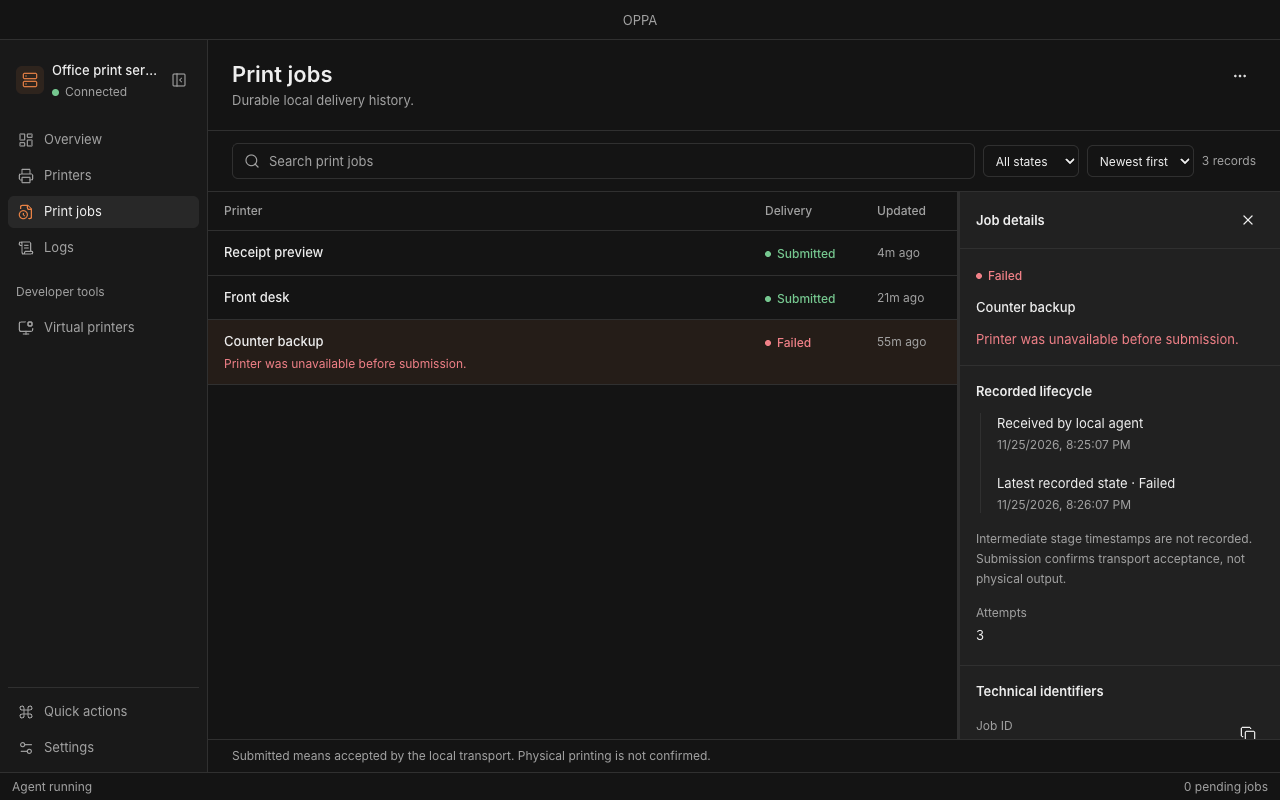 OPPA
Office print ser...
Connected
Overview
Printers
Print jobs
Logs
Developer tools
Virtual printers
Quick actions
Settings
Print jobs
Durable local delivery history.
Search print jobs
All states
Newest first
3 records
Printer Delivery Updated
Receipt preview Submitted 4m ago
Front desk Submitted 21m ago
Counter backup Failed 55m ago
Printer was unavailable before submission.
Job details
Failed
Counter backup
Printer was unavailable before submission.
Recorded lifecycle
Received by local agent
11/25/2026, 8:25:07 PM
Latest recorded state · Failed
11/25/2026, 8:26:07 PM
Intermediate stage timestamps are not recorded.
Submission confirms transport acceptance, not
physical output.
Attempts
3
Technical identifiers
Job ID
Submitted means accepted by the local transport. Physical printing is not confirmed.
Agent running
0 pending jobs